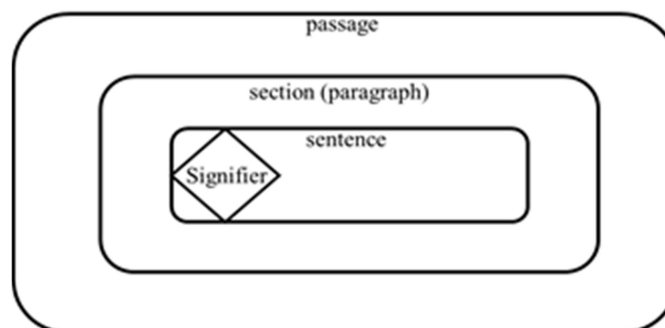 passage
section (paragraph)
sentence
Signifier